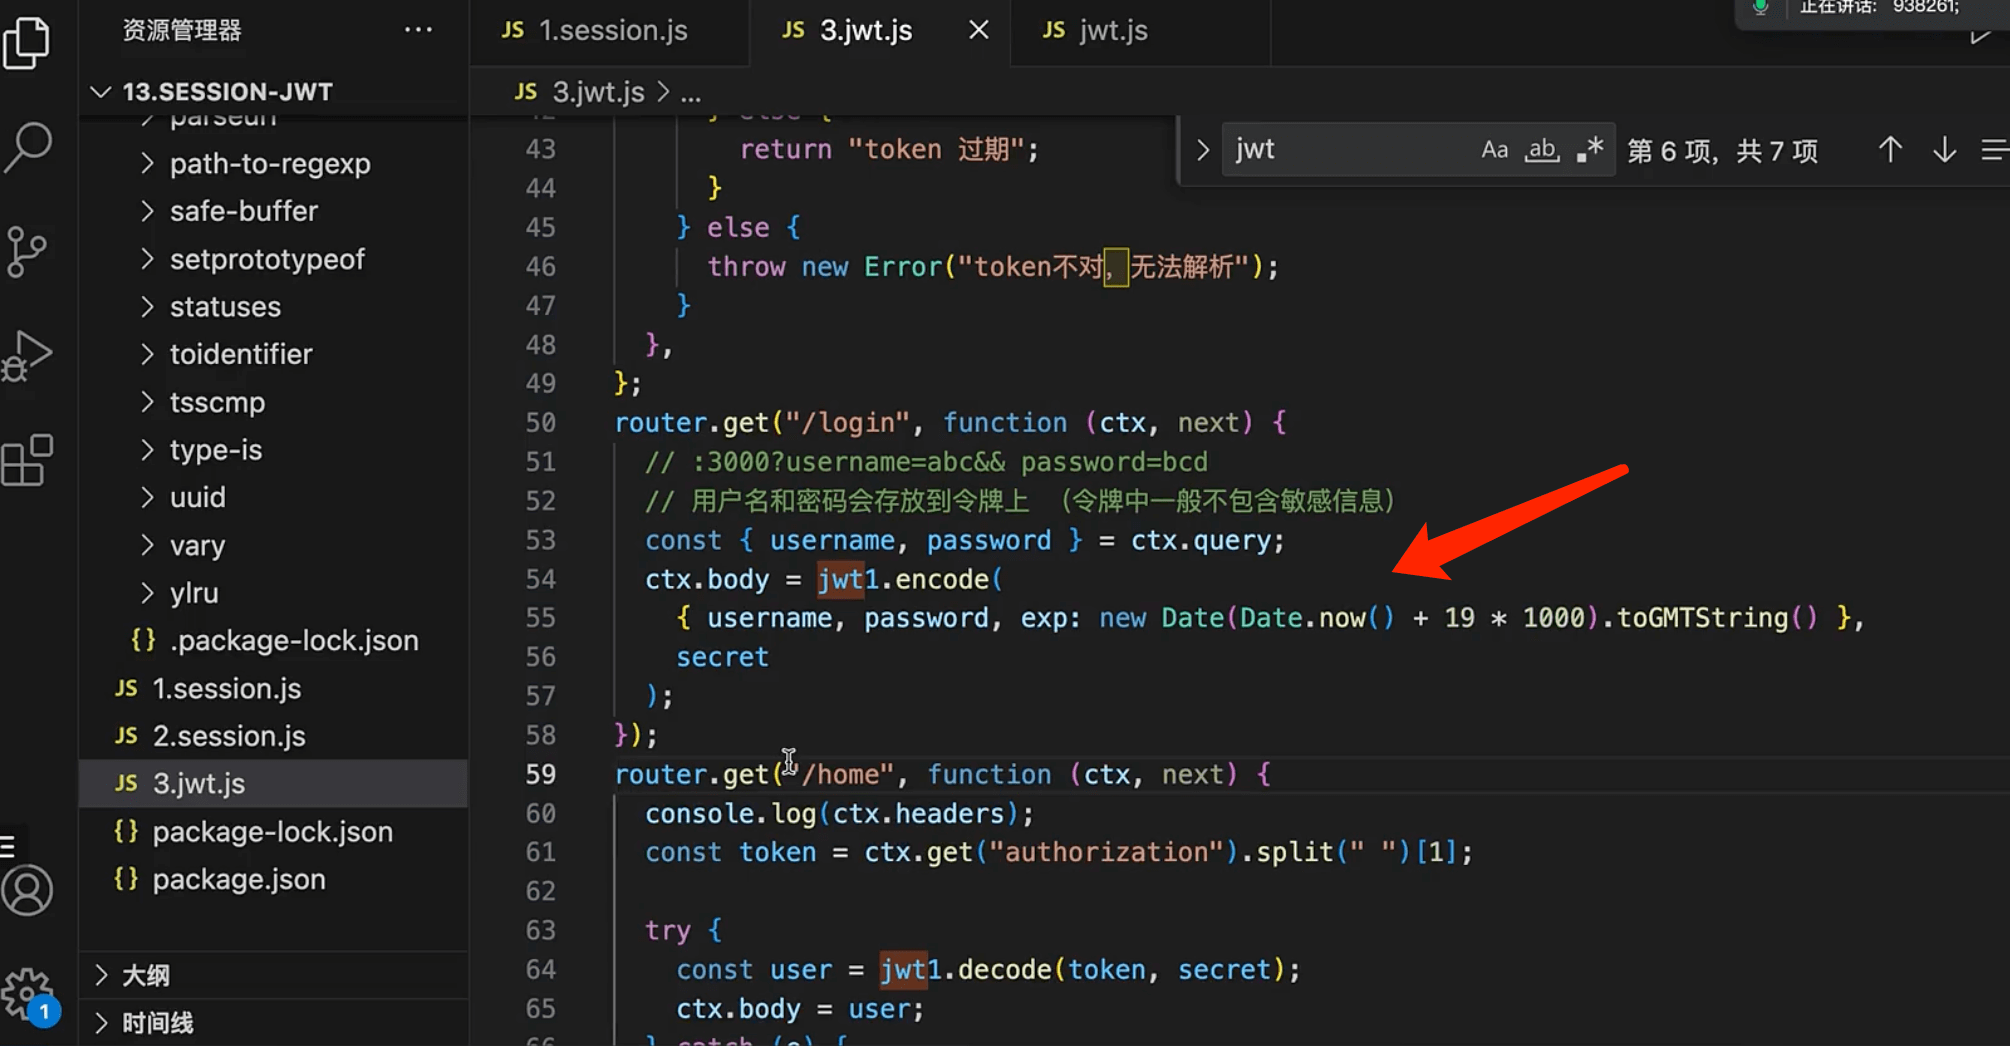 正在讲话: 938261;
资源管理器 ...
JS 1.session.js
JS 3.jwt.js
JS jwt.js
13.SESSION-JWT
JS 3.jwt.js > ...
parseurl
path-to-regexp
safe-buffer
setprototypeof
statuses
toidentifier
tsscmp
type-is
uuid
vary
ylru
{} .package-lock.json
JS 1.session.js
JS 2.session.js
JS 3.jwt.js
{} package-lock.json
{} package.json
大纲
时间线
1
jwt Aa ab .* 第 6 项, 共 7 项
42 } else {
43 return "token 过期";
44 }
45 } else {
46 throw new Error("token不对，无法解析");
47 }
48 },
49 };
50 router.get("/login", function (ctx, next) {
51 // :3000?username=abc&& password=bcd
52 // 用户名和密码会存放到令牌上 （令牌中一般不包含敏感信息）
53 const { username, password } = ctx.query;
54 ctx.body = jwt1.encode(
55 { username, password, exp: new Date(Date.now() + 19 * 1000).toGMTString() },
56 secret
57 );
58 });
59 router.get("/home", function (ctx, next) {
60 console.log(ctx.headers);
61 const token = ctx.get("authorization").split(" ")[1];
62
63 try {
64 const user = jwt1.decode(token, secret);
65 ctx.body = user;
66 } catch (e) {